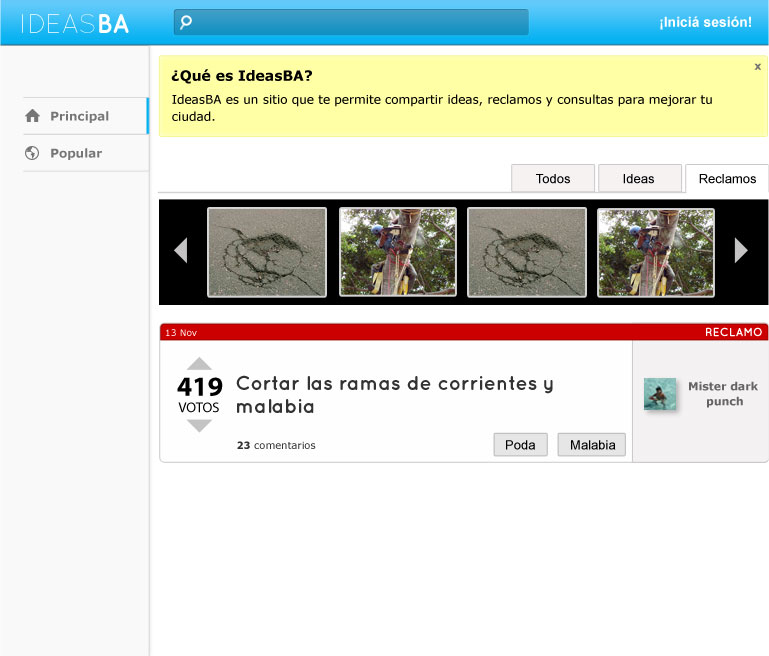 IDEASBA
¡Iniciá sesión!
Principal
Popular
¿Qué es IdeasBA?
x
IdeasBA es un sitio que te permite compartir ideas, reclamos y consultas para mejorar tu
ciudad.
Todos
Ideas
Reclamos
13 Nov
RECLAMO
419
VOTOS
Cortar las ramas de corrientes y
malabia
23 comentarios
Poda
Malabia
Mister dark
punch